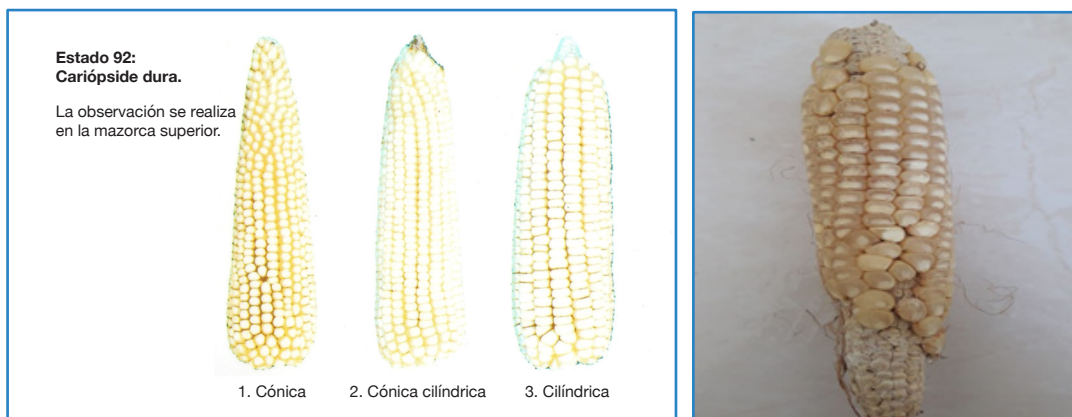 Estado 92:
Cariópside dura.
La observación se realiza
en la mazorca superior.
1. Cónica
2. Cónica cilíndrica
3. Cilíndrica